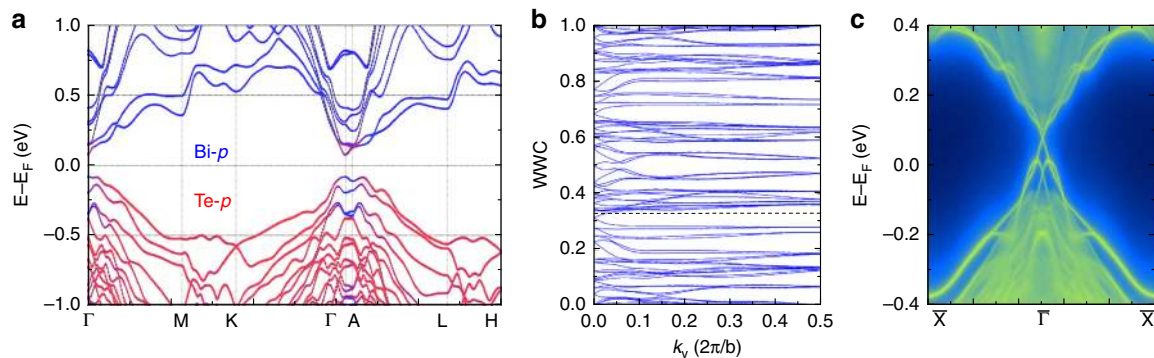 a
1.0
0.5
0.0
−0.5
−1.0
E−E_F (eV)
Bi-p
Te-p
Γ
M
K
Γ
A
L
H
b
1.0
0.8
0.6
0.4
0.2
0.0
WWC
0.0
0.1
0.2
0.3
0.4
0.5
k_y (2π/b)
c
0.4
0.2
0.0
−0.2
−0.4
E−E_F (eV)
X̅
Γ̅
X̅